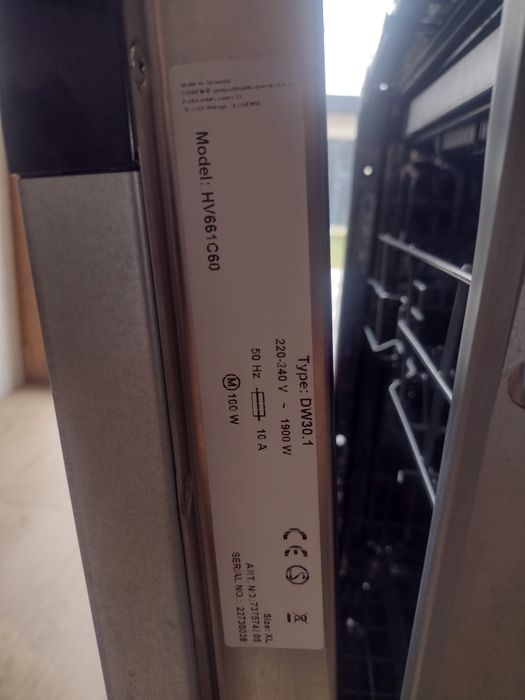 Model: HV661C60
Type: DW30.1
220-240 V ~ 1900 W
50 Hz 10 A
M 100 W
CE
Size: XL
ART. NO.: 737574/05
SERIAL NO.: 22730038